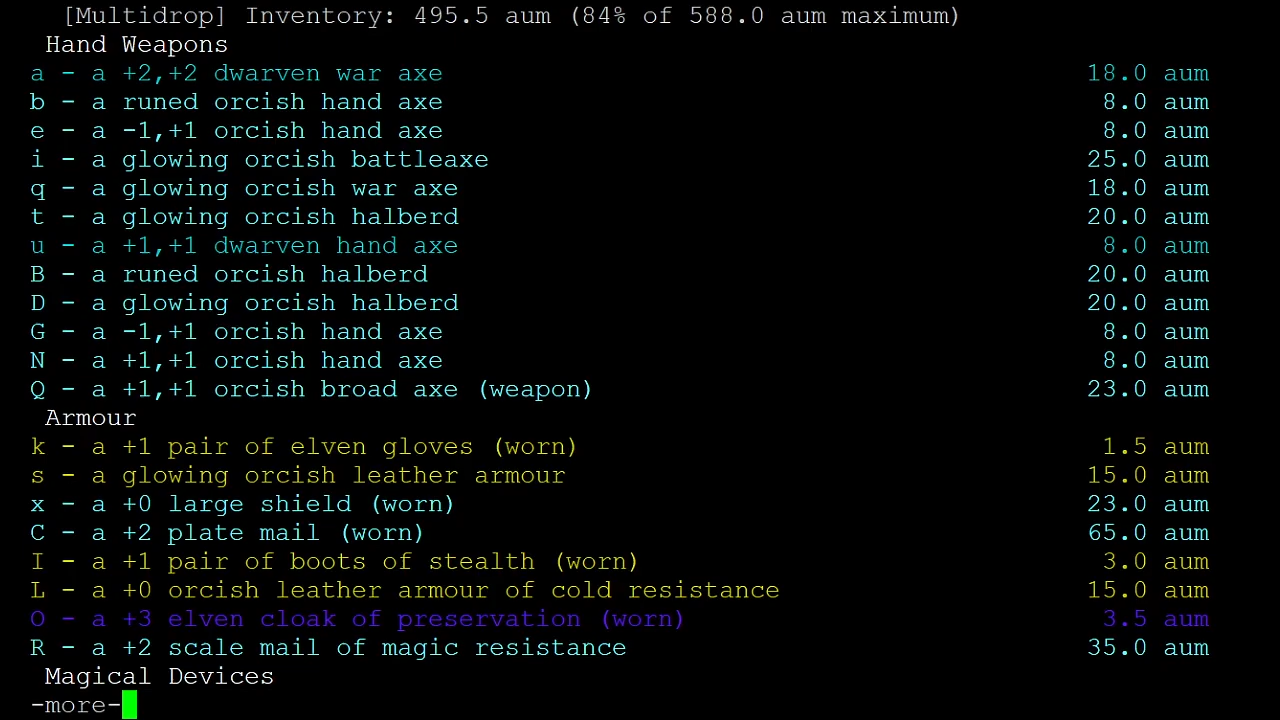 [Multidrop] Inventory: 495.5 aum (84% of 588.0 aum maximum)
Hand Weapons
a - a +2,+2 dwarven war axe 18.0 aum
b - a runed orcish hand axe 8.0 aum
e - a -1,+1 orcish hand axe 8.0 aum
i - a glowing orcish battleaxe 25.0 aum
q - a glowing orcish war axe 18.0 aum
t - a glowing orcish halberd 20.0 aum
u - a +1,+1 dwarven hand axe 8.0 aum
B - a runed orcish halberd 20.0 aum
D - a glowing orcish halberd 20.0 aum
G - a -1,+1 orcish hand axe 8.0 aum
N - a +1,+1 orcish hand axe 8.0 aum
Q - a +1,+1 orcish broad axe (weapon) 23.0 aum
Armour
k - a +1 pair of elven gloves (worn) 1.5 aum
s - a glowing orcish leather armour 15.0 aum
x - a +0 large shield (worn) 23.0 aum
C - a +2 plate mail (worn) 65.0 aum
I - a +1 pair of boots of stealth (worn) 3.0 aum
L - a +0 orcish leather armour of cold resistance 15.0 aum
O - a +3 elven cloak of preservation (worn) 3.5 aum
R - a +2 scale mail of magic resistance 35.0 aum
Magical Devices
-more-